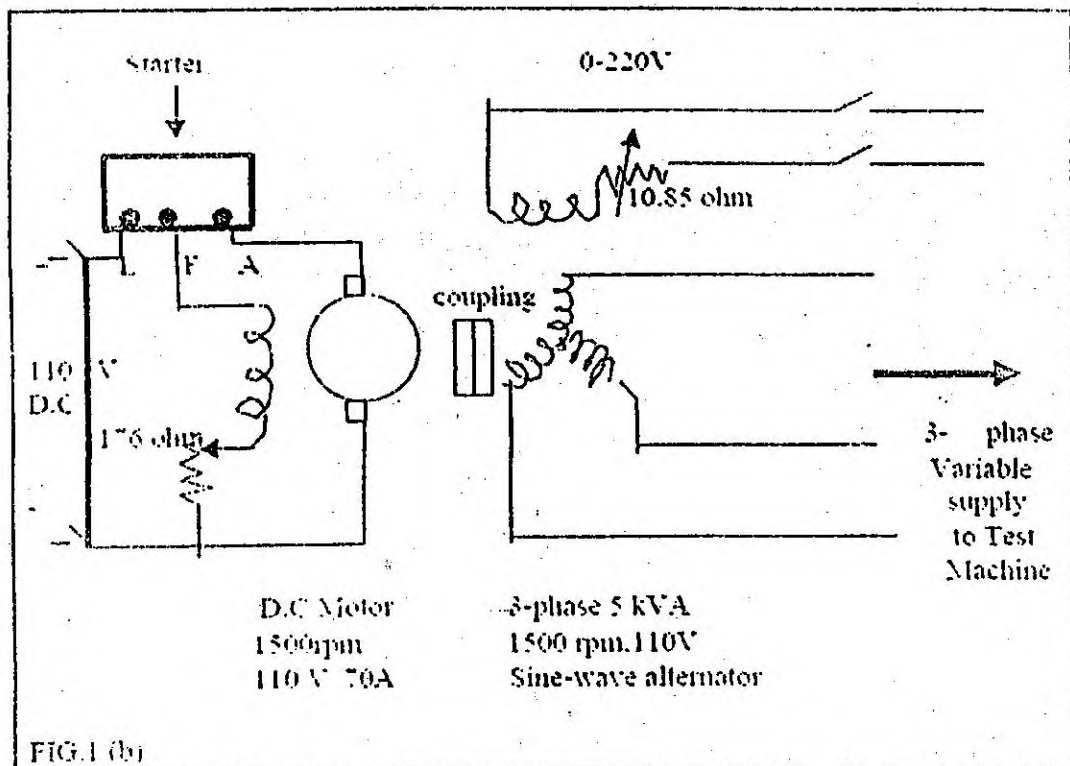 Starter
0-220V
10.85 ohm
L F A
coupling
110 V
D.C
176 ohm
3- phase
Variable
supply
to Test
Machine
D.C Motor
1500rpm
110 V 70A
3-phase 5 kVA
1500 rpm.110V
Sine-wave alternator
FIG.1 (b)